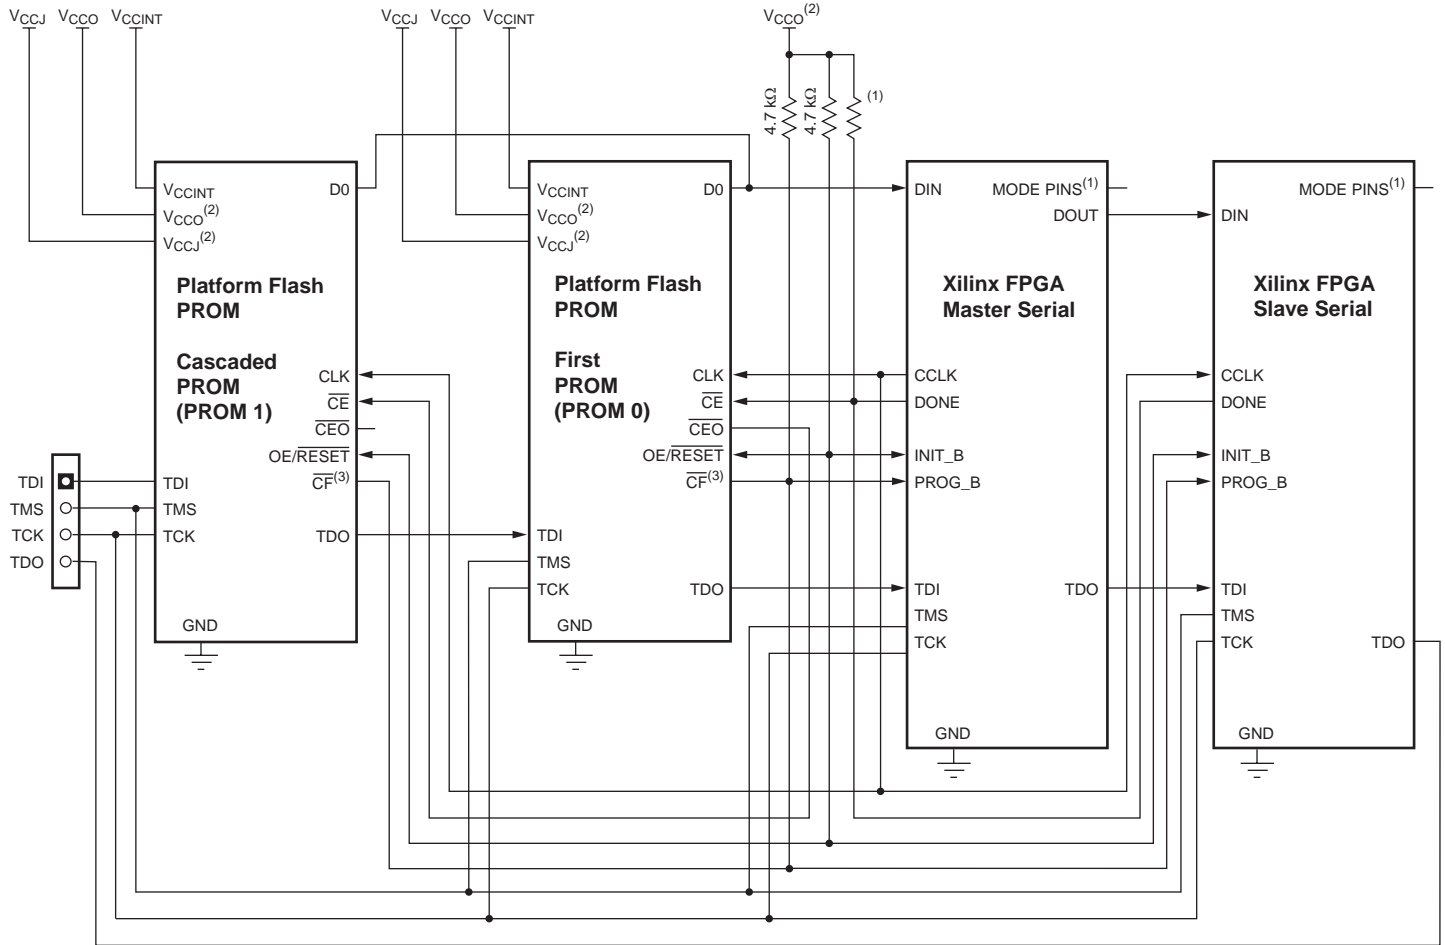 VCCJ VCCO VCCINT
VCCJ VCCO VCCINT
VCCO(2)
4.7 kΩ
4.7 kΩ
(1)
VCCINT
VCCO(2)
VCCJ(2)
D0
Platform Flash
PROM
Cascaded
PROM
(PROM 1)
CLK
CE
CEO
OE/RESET
CF(3)
TDI
TMS
TCK
TDO
GND
TDI
TMS
TCK
TDO
VCCINT
VCCO(2)
VCCJ(2)
D0
Platform Flash
PROM
First
PROM
(PROM 0)
CLK
CE
CEO
OE/RESET
CF(3)
TDI
TMS
TCK
TDO
GND
DIN
MODE PINS(1)
DOUT
Xilinx FPGA
Master Serial
CCLK
DONE
INIT_B
PROG_B
TDI
TMS
TCK
TDO
GND
MODE PINS(1)
DIN
Xilinx FPGA
Slave Serial
CCLK
DONE
INIT_B
PROG_B
TDI
TMS
TCK
TDO
GND